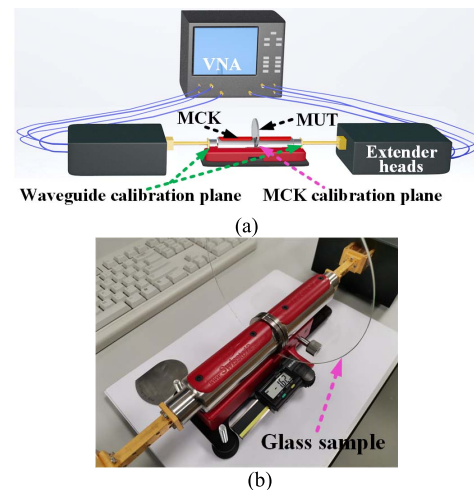 VNA
MCK
MUT
Extender
heads
Waveguide calibration plane
MCK calibration plane
(a)
Glass sample
(b)